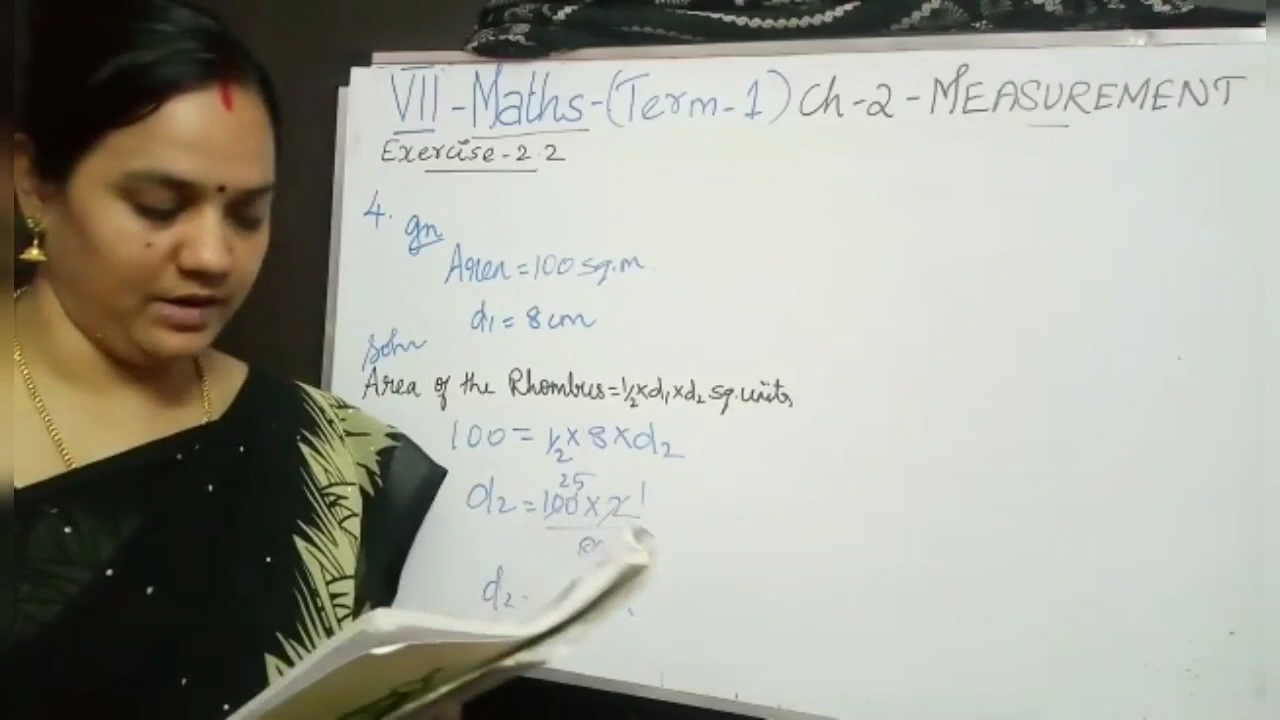 VII - Maths - (Term - 1) Ch - 2 - MEASUREMENT
Exercise - 2.2
4. gn
Area = 100 sq.m
d1 = 8 cm
Soln
Area of the Rhombus = 1/2 x d1 x d2 sq.units
100 = 1/2 x 8 x d2
25
d2 = 100 x 2 1
8
d2